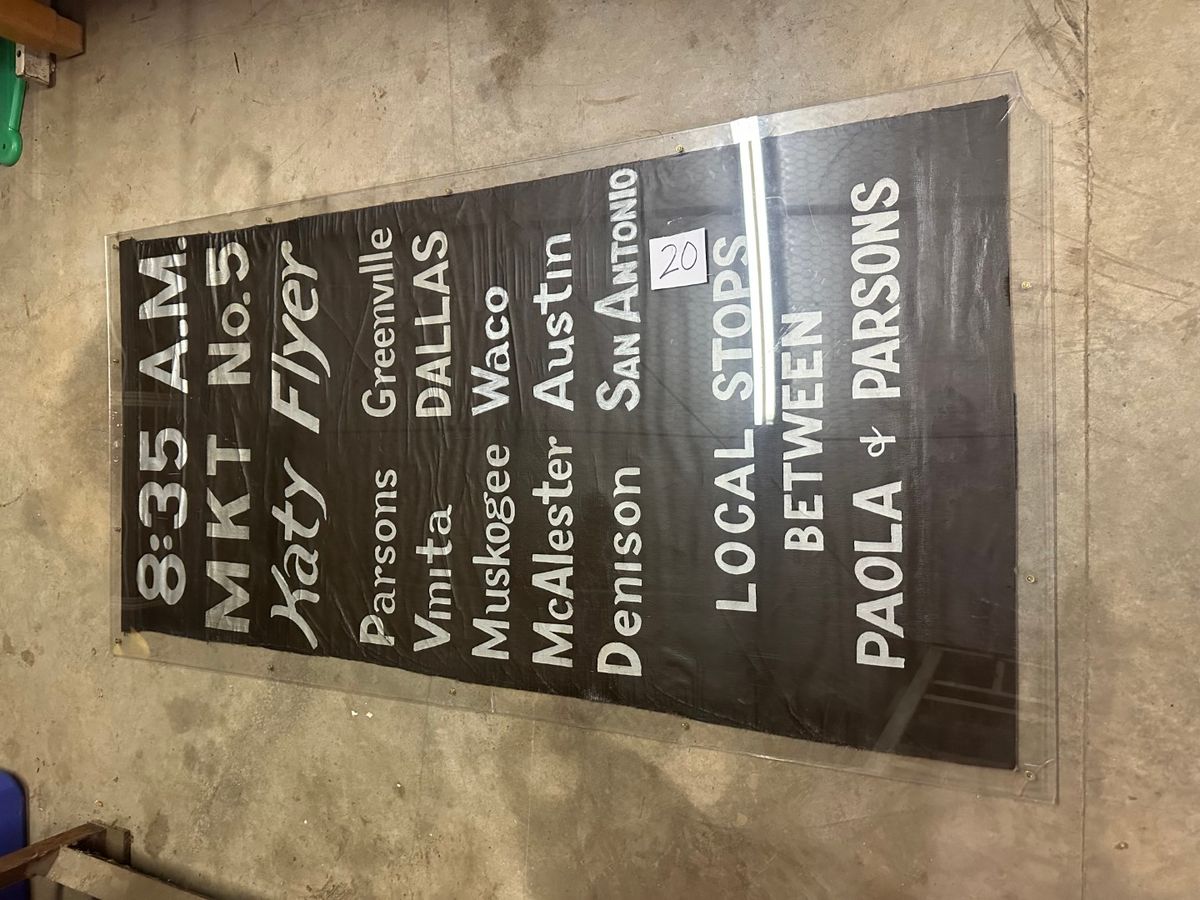 8:35 A.M.
MKT No. 5
Katy Flyer
Parsons Greenville
Vinita DALLAS
Muskogee Waco
McAlester Austin
Denison SAN ANTONIO
20
LOCAL STOPS
BETWEEN
PAOLA & PARSONS